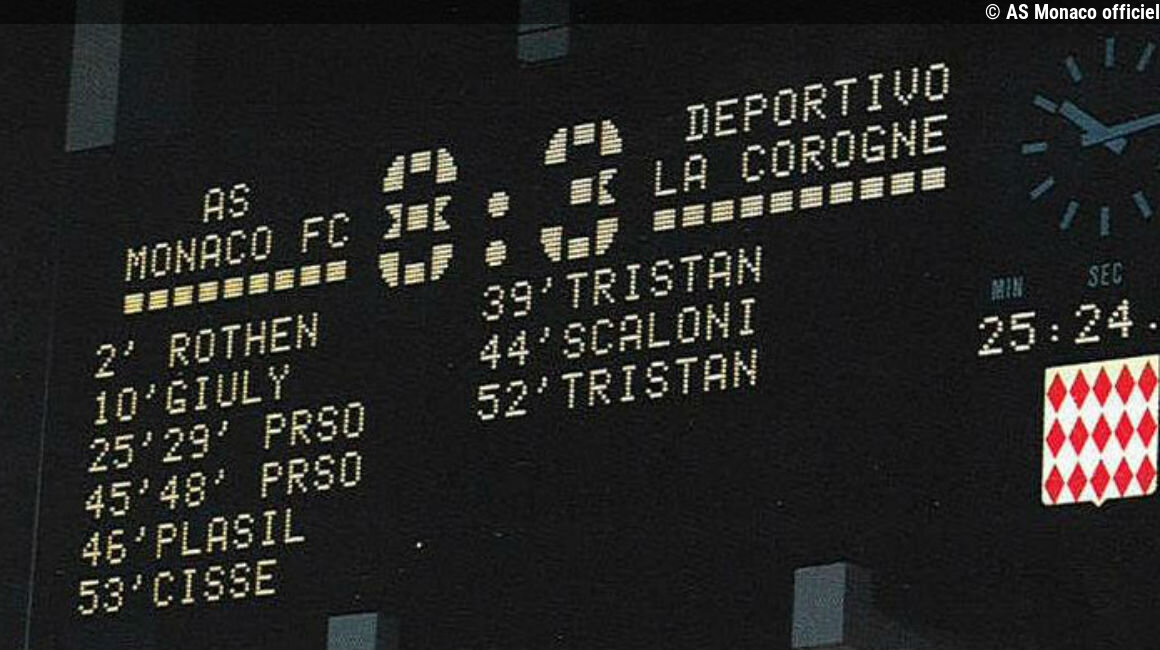 © AS Monaco officiel
AS
MONACO FC
8:3
DEPORTIVO
LA COROGNE
2' ROTHEN
10'GIULY
25'29' PRSO
45'48' PRSO
46'PLASIL
53'CISSE
39'TRISTAN
44'SCALONI
52'TRISTAN
MIN SEC
25:24